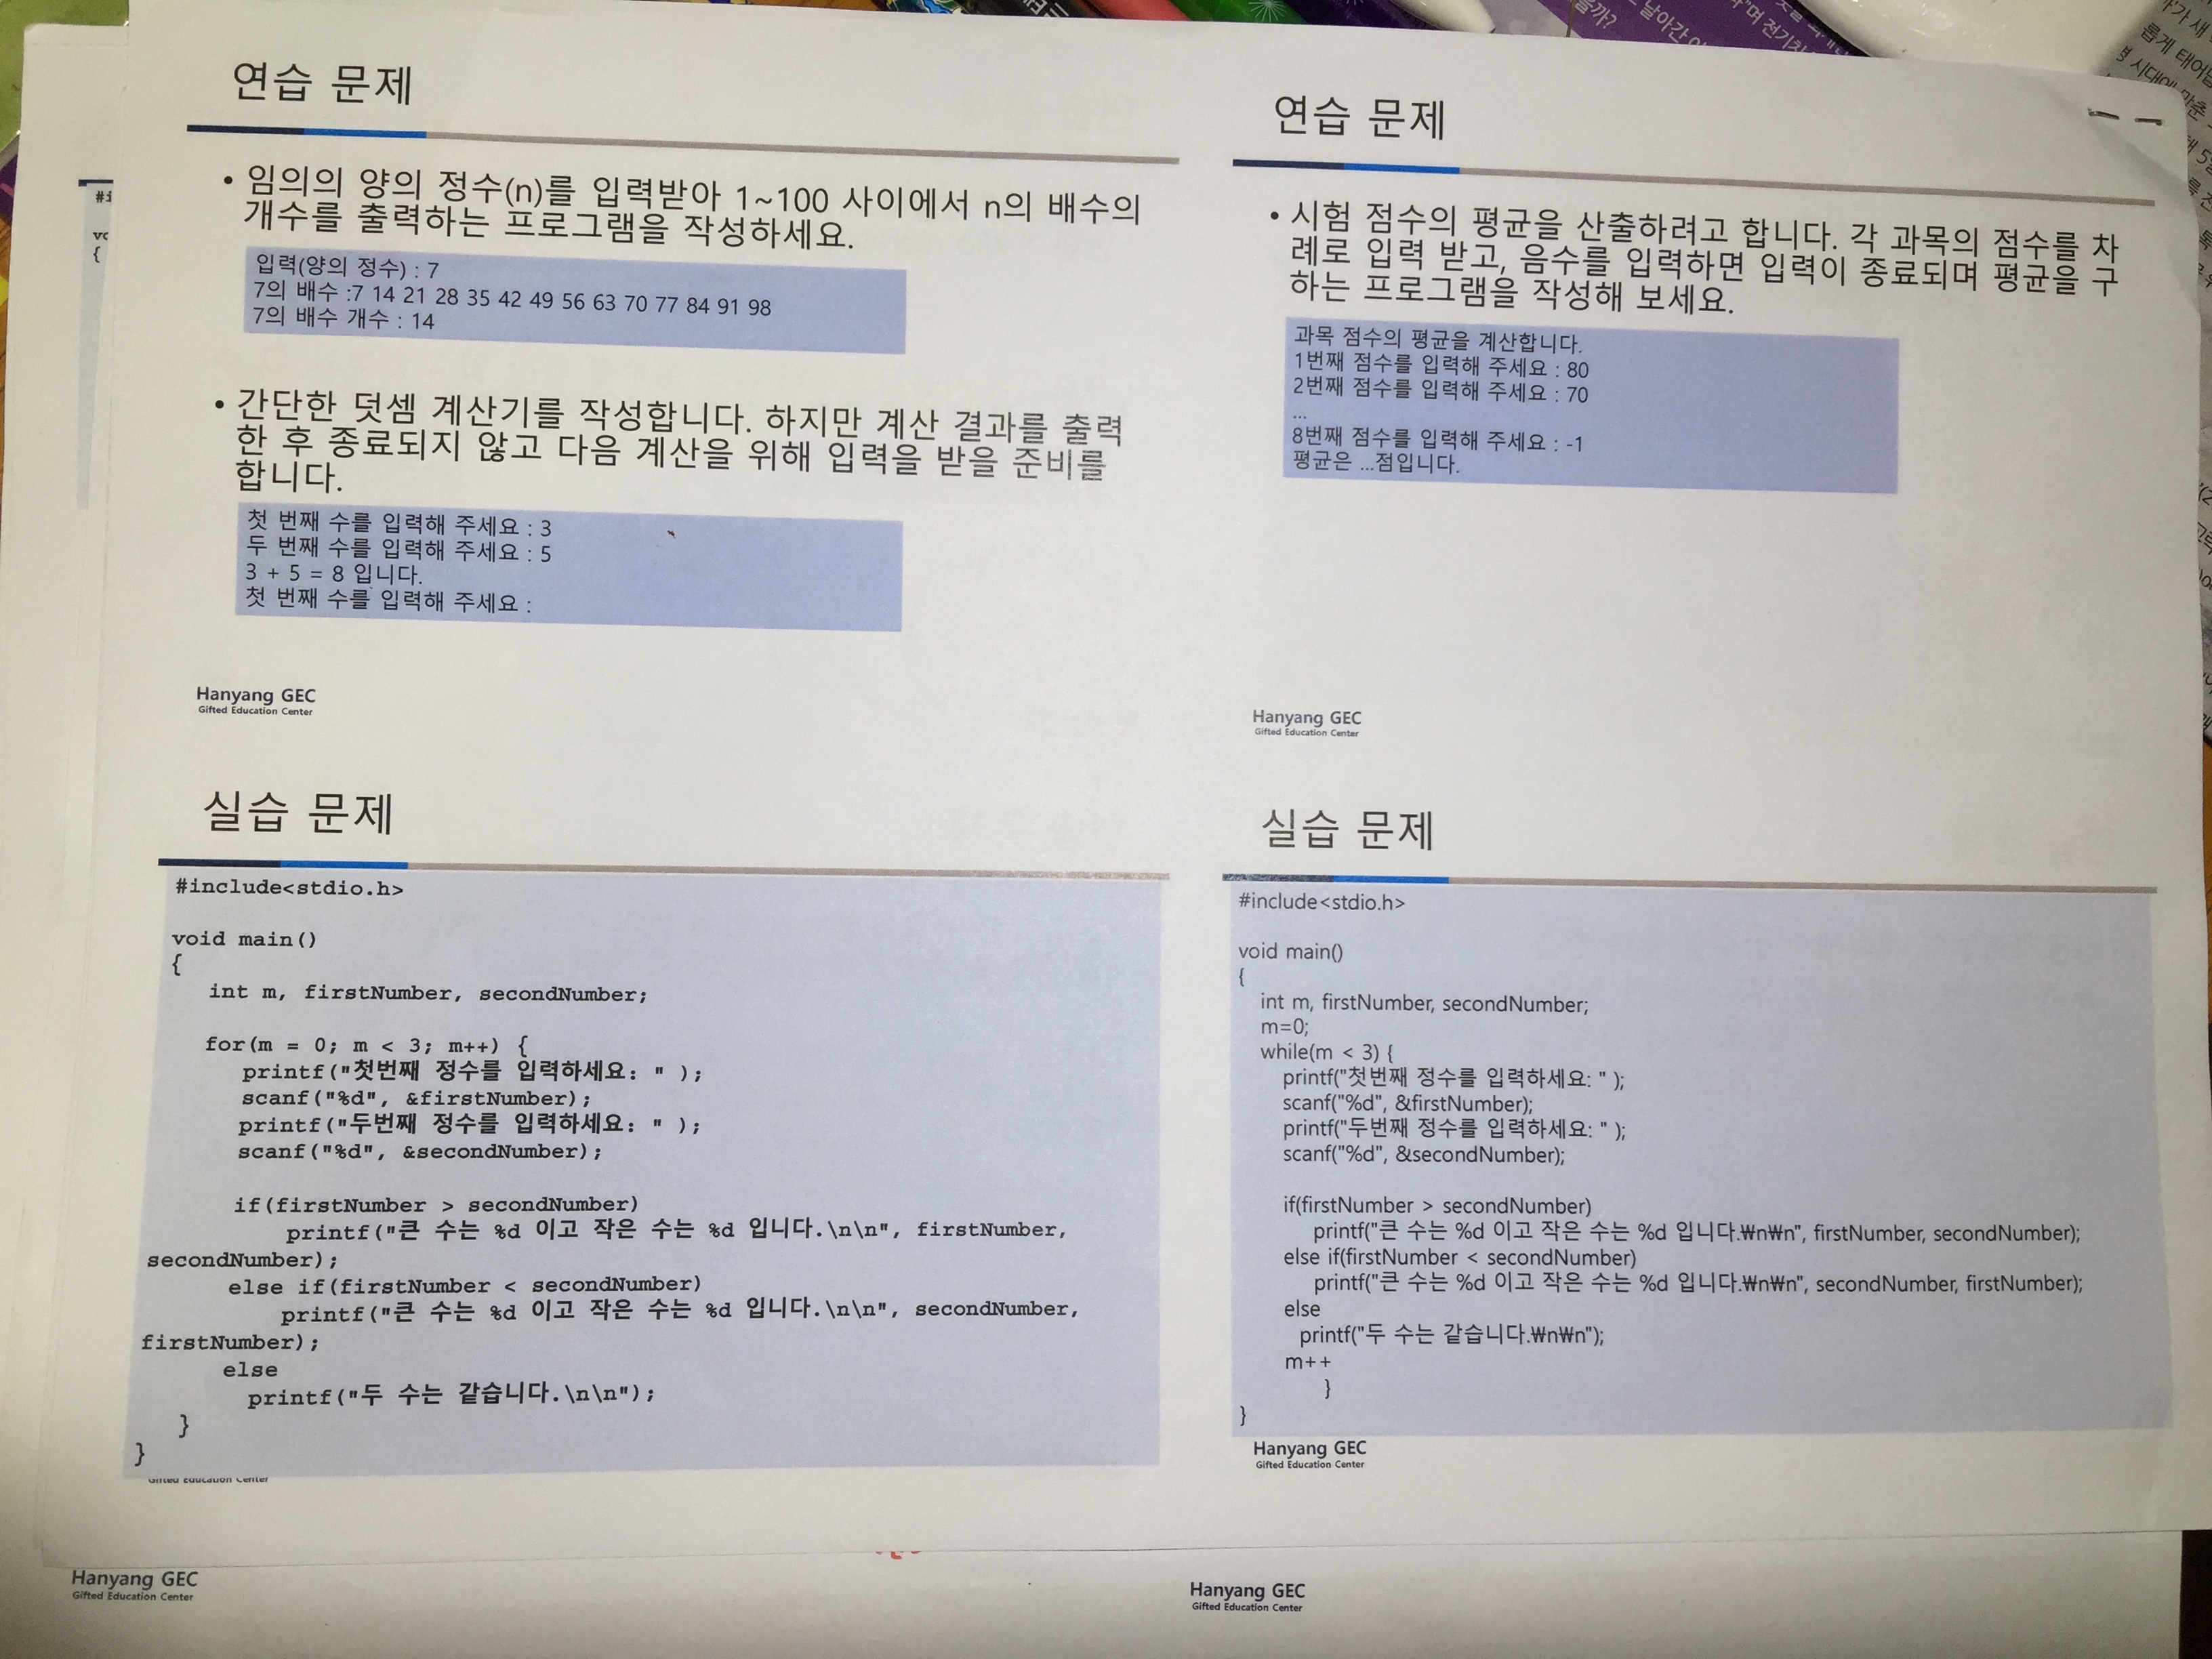 연습 문제
• 임의의 양의 정수(n)를 입력받아 1~100 사이에서 n의 배수의
개수를 출력하는 프로그램을 작성하세요.
입력(양의 정수) : 7
7의 배수 :7 14 21 28 35 42 49 56 63 70 77 84 91 98
7의 배수 개수 : 14
• 간단한 덧셈 계산기를 작성합니다. 하지만 계산 결과를 출력
한 후 종료되지 않고 다음 계산을 위해 입력을 받을 준비를
합니다.
첫 번째 수를 입력해 주세요 : 3
두 번째 수를 입력해 주세요 : 5
3 + 5 = 8 입니다.
첫 번째 수를 입력해 주세요 :
Hanyang GEC
Gifted Education Center
연습 문제
• 시험 점수의 평균을 산출하려고 합니다. 각 과목의 점수를 차
례로 입력 받고, 음수를 입력하면 입력이 종료되며 평균을 구
하는 프로그램을 작성해 보세요.
과목 점수의 평균을 계산합니다.
1번째 점수를 입력해 주세요 : 80
2번째 점수를 입력해 주세요 : 70
...
8번째 점수를 입력해 주세요 : -1
평균은 ...점입니다.
Hanyang GEC
Gifted Education Center
실습 문제
#include<stdio.h>
void main()
{
int m, firstNumber, secondNumber;
for(m = 0; m < 3; m++) {
printf("첫번째 정수를 입력하세요: " );
scanf("%d", &firstNumber);
printf("두번째 정수를 입력하세요: " );
scanf("%d", &secondNumber);
if(firstNumber > secondNumber)
printf("큰 수는 %d 이고 작은 수는 %d 입니다.\n\n", firstNumber,
secondNumber);
else if(firstNumber < secondNumber)
printf("큰 수는 %d 이고 작은 수는 %d 입니다.\n\n", secondNumber,
firstNumber);
else
printf("두 수는 같습니다.\n\n");
}
}
Gifted Education Center
실습 문제
#include<stdio.h>
void main()
{
int m, firstNumber, secondNumber;
m=0;
while(m < 3) {
printf("첫번째 정수를 입력하세요: " );
scanf("%d", &firstNumber);
printf("두번째 정수를 입력하세요: " );
scanf("%d", &secondNumber);
if(firstNumber > secondNumber)
printf("큰 수는 %d 이고 작은 수는 %d 입니다.₩n₩n", firstNumber, secondNumber);
else if(firstNumber < secondNumber)
printf("큰 수는 %d 이고 작은 수는 %d 입니다.₩n₩n", secondNumber, firstNumber);
else
printf("두 수는 같습니다.₩n₩n");
m++
}
}
Hanyang GEC
Gifted Education Center
Hanyang GEC
Gifted Education Center
Hanyang GEC
Gifted Education Center